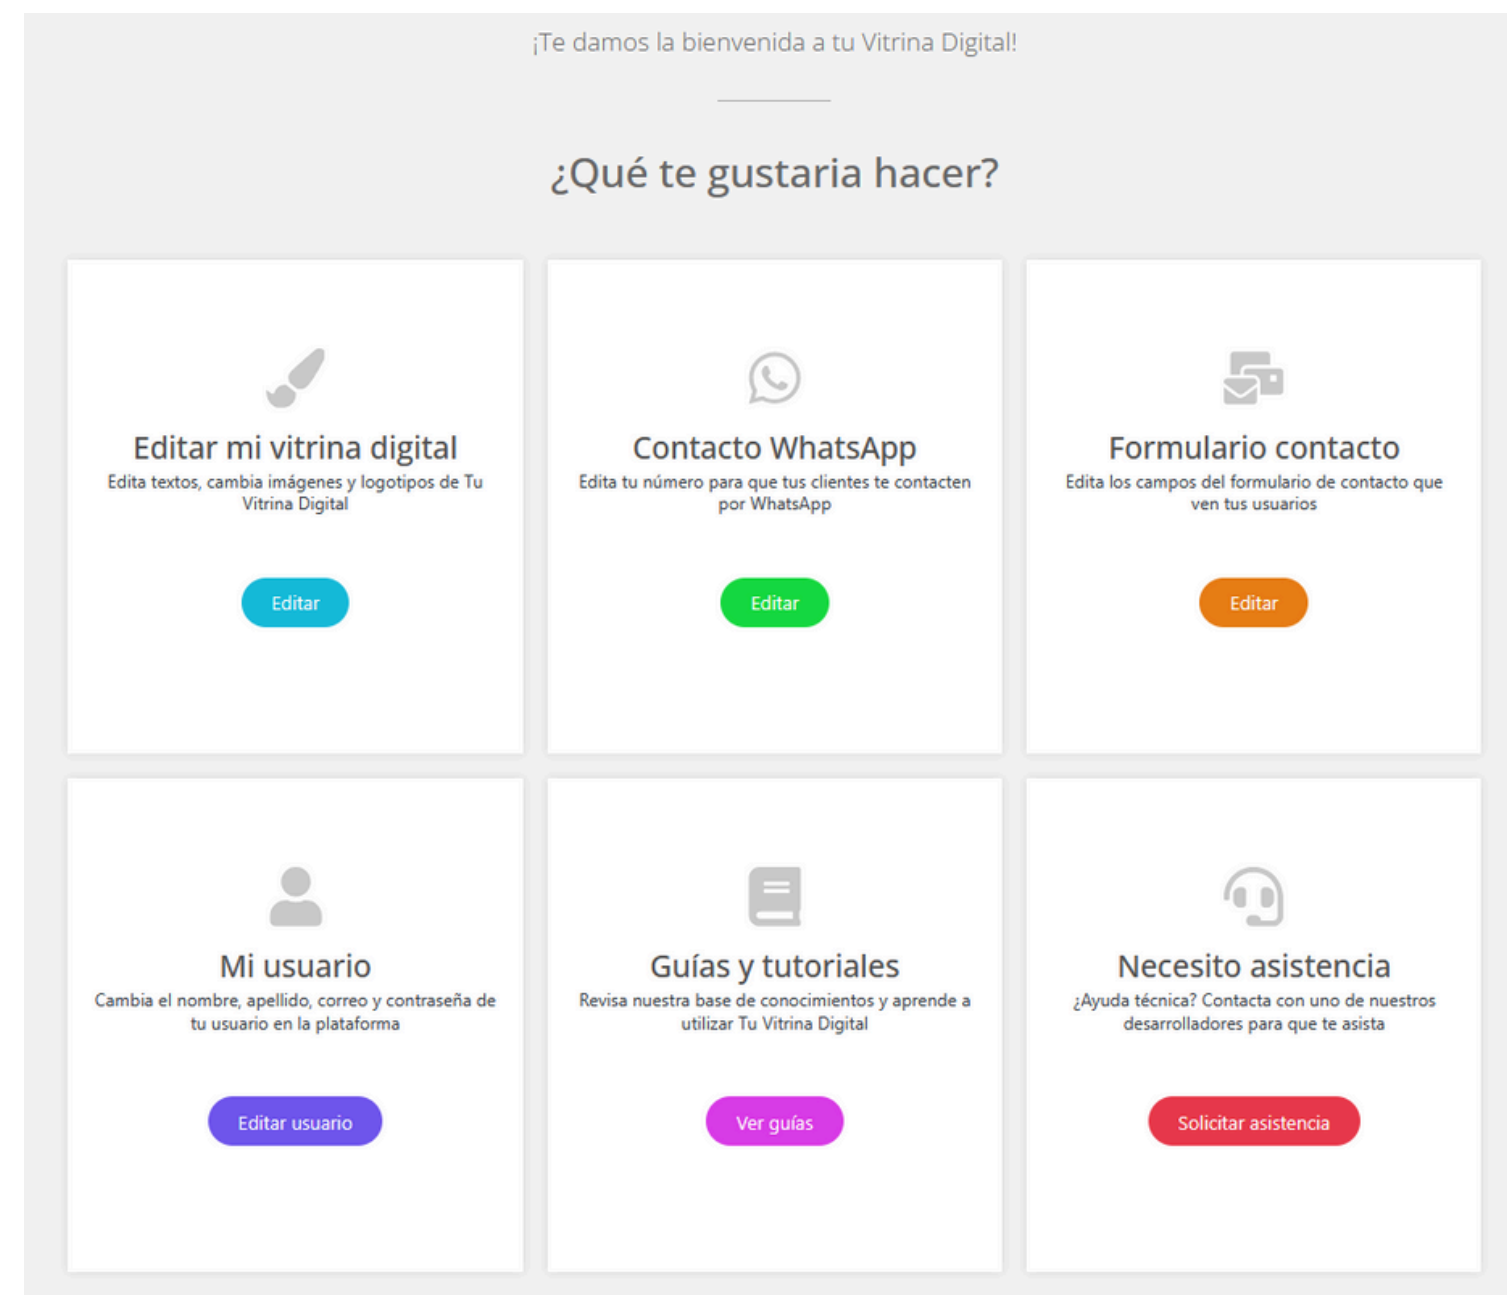 ¡Te damos la bienvenida a tu Vitrina Digital!
¿Qué te gustaria hacer?
Editar mi vitrina digital
Edita textos, cambia imágenes y logotipos de Tu
Vitrina Digital
Editar
Contacto WhatsApp
Edita tu número para que tus clientes te contacten
por WhatsApp
Editar
Formulario contacto
Edita los campos del formulario de contacto que
ven tus usuarios
Editar
Mi usuario
Cambia el nombre, apellido, correo y contraseña de
tu usuario en la plataforma
Editar usuario
Guías y tutoriales
Revisa nuestra base de conocimientos y aprende a
utilizar Tu Vitrina Digital
Ver guías
Necesito asistencia
¿Ayuda técnica? Contacta con uno de nuestros
desarrolladores para que te asista
Solicitar asistencia